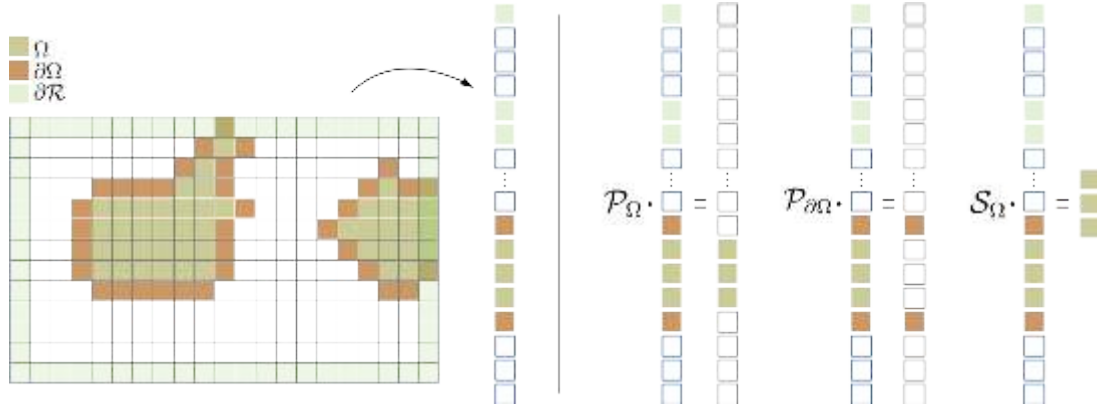 Ω
∂Ω
∂ℛ
𝒫_Ω · =
𝒫_∂Ω · =
𝒮_Ω · =